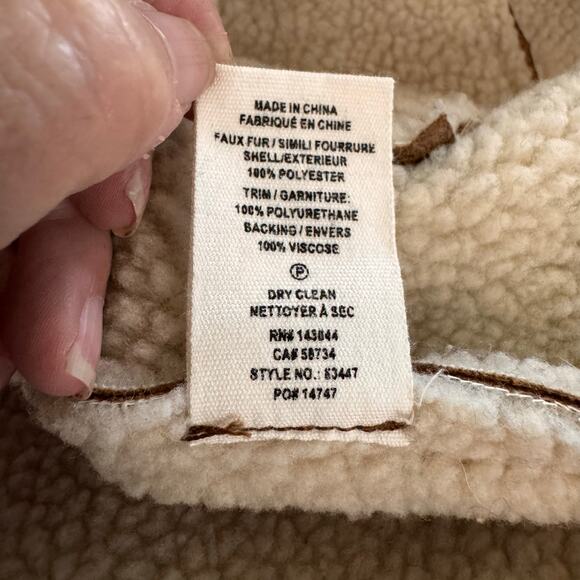 MADE IN CHINA
FABRIQUÉ EN CHINE
FAUX FUR / SIMILI FOURRURE
SHELL/EXTERIEUR
100% POLYESTER
TRIM / GARNITURE:
100% POLYURETHANE
BACKING / ENVERS
100% VISCOSE
P
DRY CLEAN
NETTOYER À SEC
RN# 143044
CA# 58734
STYLE NO.: 83447
PO# 14747